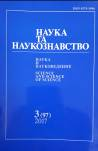 НАУКА
ТА
НАУКОЗНАВСТВО
НАУКА
И
НАУКОВЕДЕНИЕ
SCIENCE
AND SCIENCE
OF SCIENCE
3 (97)
2017